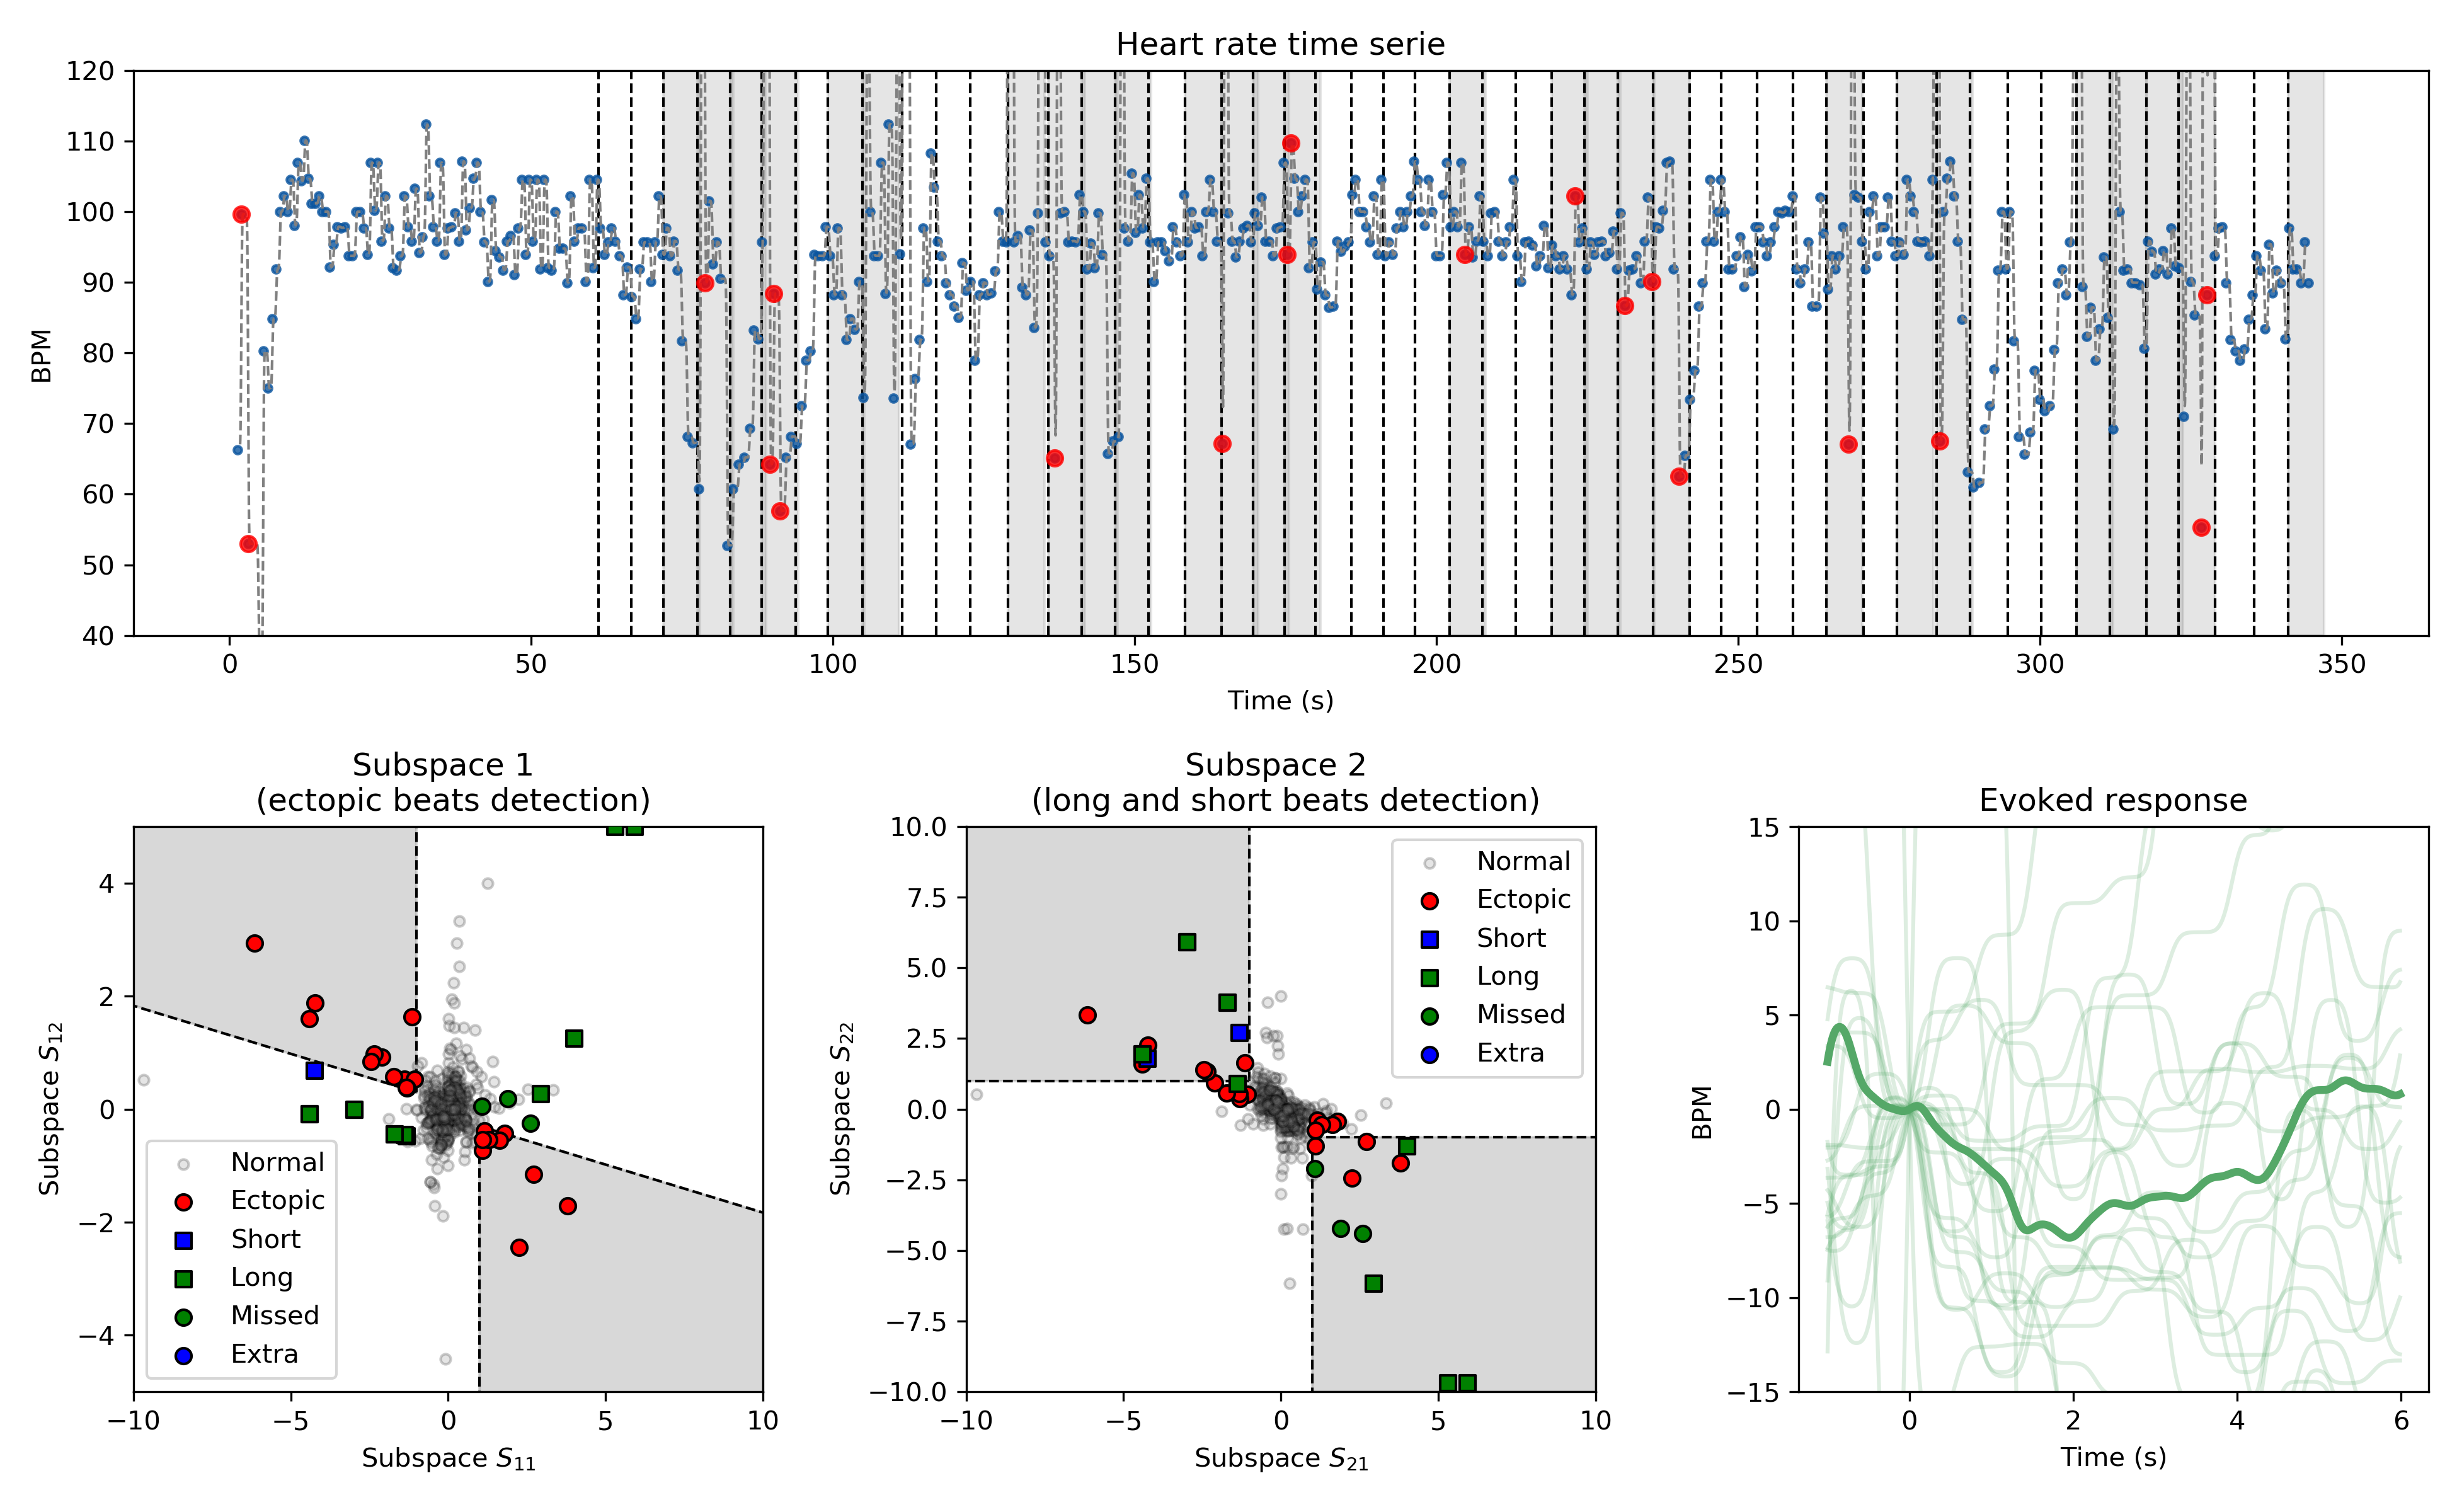 Heart rate time serie
120
110
100
90
80
70
60
50
40
BPM
0 50 100 150 200 250 300 350
Time (s)
Subspace 1
(ectopic beats detection)
4
2
0
−2
−4
Subspace S12
Normal
Ectopic
Short
Long
Missed
Extra
−10 −5 0 5 10
Subspace S11
Subspace 2
(long and short beats detection)
10.0
7.5
5.0
2.5
0.0
−2.5
−5.0
−7.5
−10.0
Subspace S22
Normal
Ectopic
Short
Long
Missed
Extra
−10 −5 0 5 10
Subspace S21
Evoked response
15
10
5
0
−5
−10
−15
BPM
0 2 4 6
Time (s)